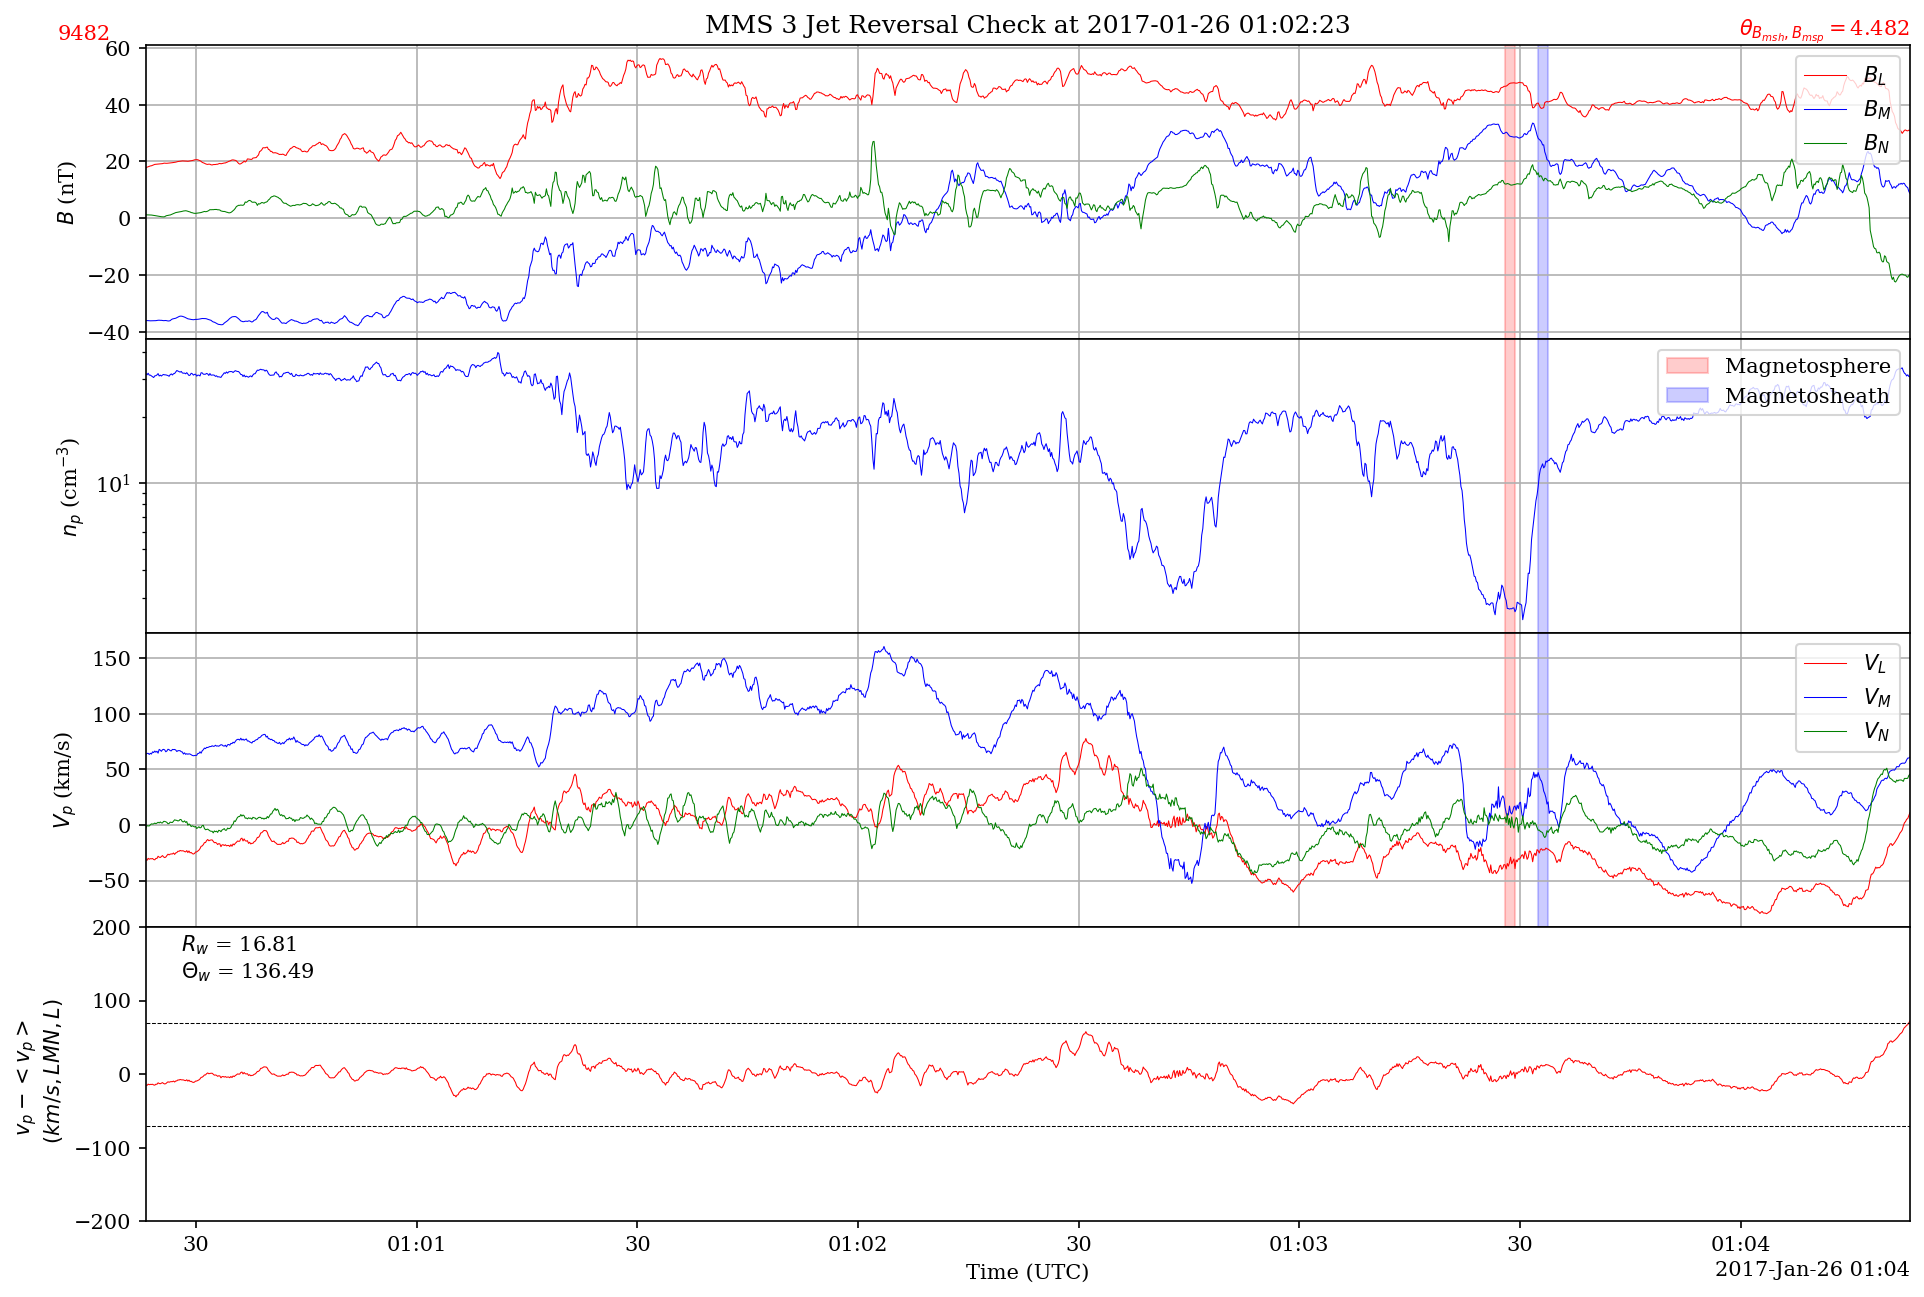 MMS 3 Jet Reversal Check at 2017-01-26 01:02:23
9482
θ_{B_{msh}, B_{msp}} = 4.482
60
40
20
0
−20
−40
B (nT)
B_L
B_M
B_N
10^1
n_p (cm^{−3})
Magnetosphere
Magnetosheath
150
100
50
0
−50
V_p (km/s)
V_L
V_M
V_N
200
100
0
−100
−200
v_p − < v_p >
(km/s, LMN, L)
R_w = 16.81
Θ_w = 136.49
30 01:01 30 01:02 30 01:03 30 01:04
Time (UTC)
2017-Jan-26 01:04